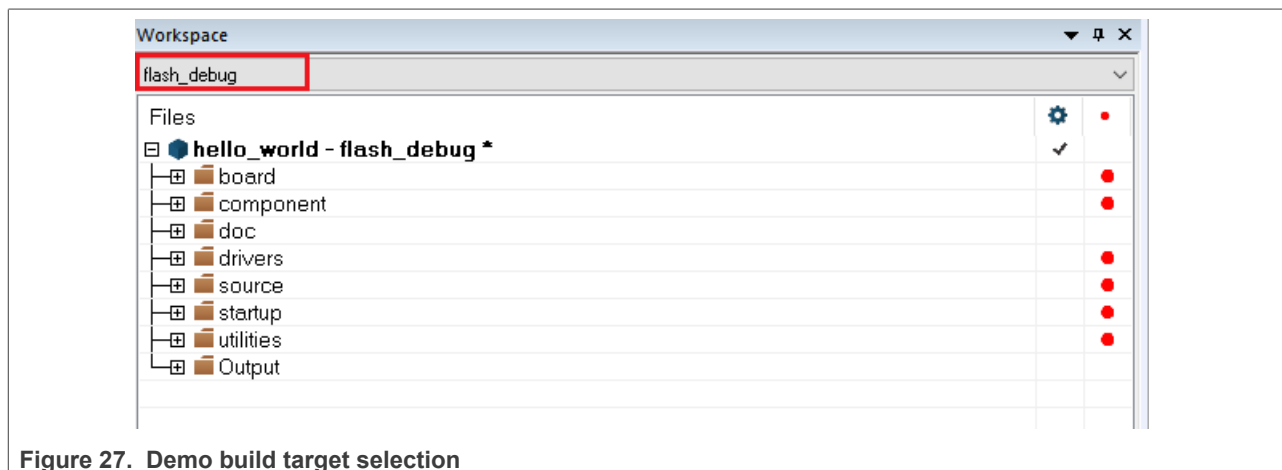 Workspace
flash_debug
Files
hello_world - flash_debug *
board
component
doc
drivers
source
startup
utilities
Output
Figure 27. Demo build target selection